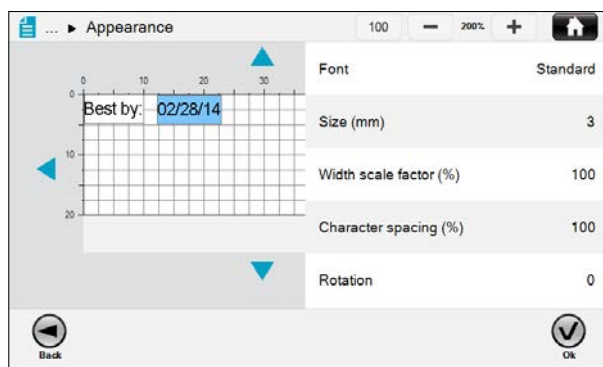 ... ▸ Appearance 100 200%
Font Standard
Size (mm) 3
Width scale factor (%) 100
Character spacing (%) 100
Rotation 0
0 10 20 30
0
Best by: 02/28/14
10
20
Back Ok